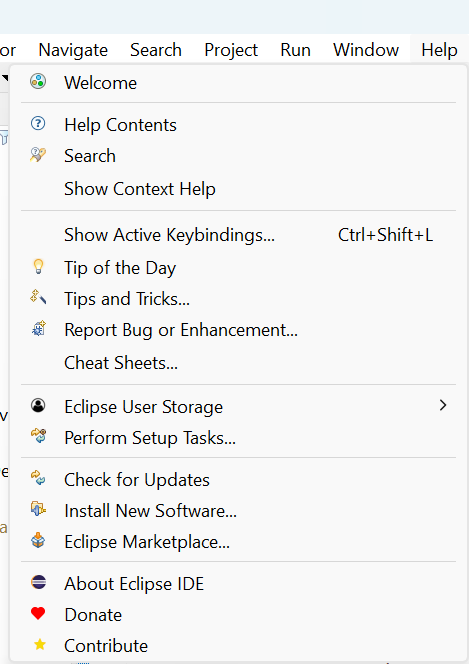 or Navigate Search Project Run Window Help
Welcome
Help Contents
Search
Show Context Help
Show Active Keybindings... Ctrl+Shift+L
Tip of the Day
Tips and Tricks...
Report Bug or Enhancement...
Cheat Sheets...
Eclipse User Storage
Perform Setup Tasks...
Check for Updates
Install New Software...
Eclipse Marketplace...
About Eclipse IDE
Donate
Contribute